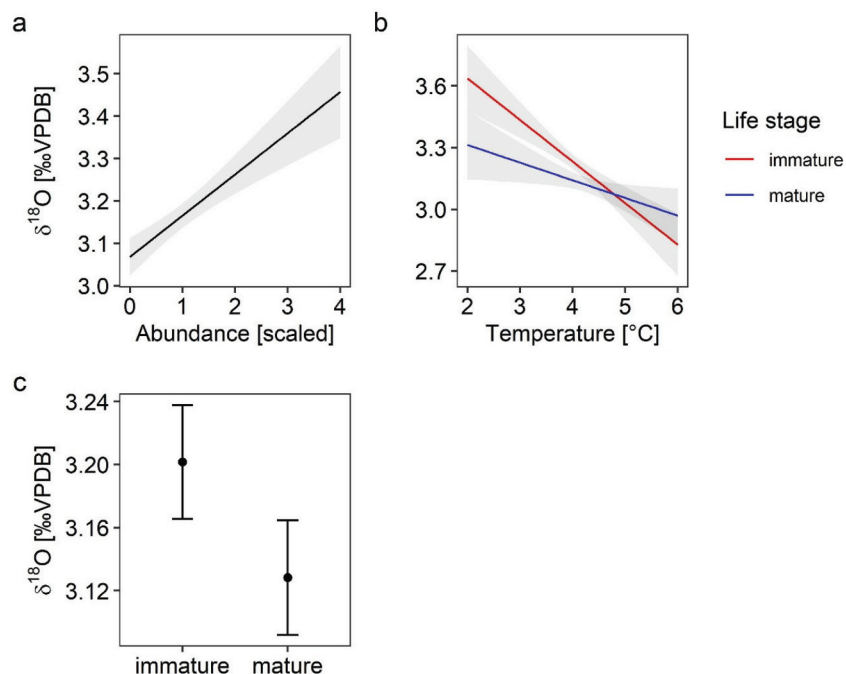 a
δ18O [‰VPDB]
3.5
3.4
3.3
3.2
3.1
3.0
0 1 2 3 4
Abundance [scaled]
b
3.6
3.3
3.0
2.7
2 3 4 5 6
Temperature [°C]
Life stage
immature
mature
c
δ18O [‰VPDB]
3.24
3.20
3.16
3.12
immature mature